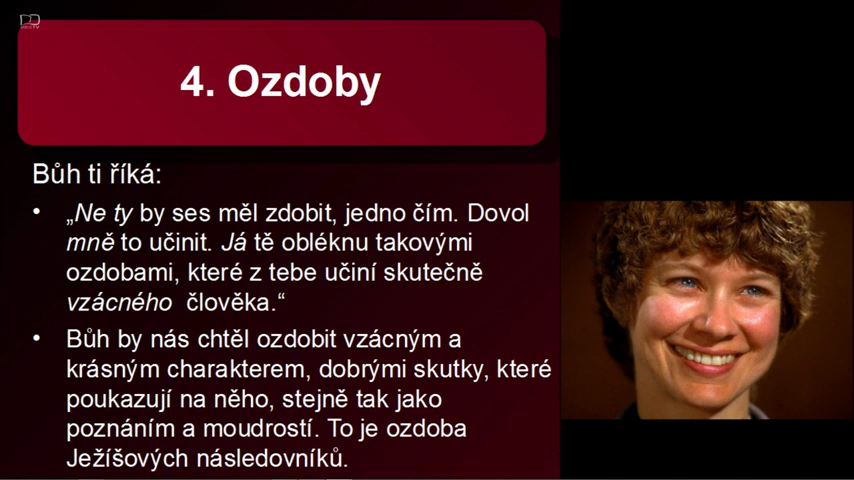 4. Ozdoby
Bůh ti říká:
• „Ne ty by ses měl zdobit, jedno čím. Dovol
mně to učinit. Já tě obléknu takovými
ozdobami, které z tebe učiní skutečně
vzácného člověka.“
• Bůh by nás chtěl ozdobit vzácným a
krásným charakterem, dobrými skutky, které
poukazují na něho, stejně tak jako
poznáním a moudrostí. To je ozdoba
Ježíšových následovníků.